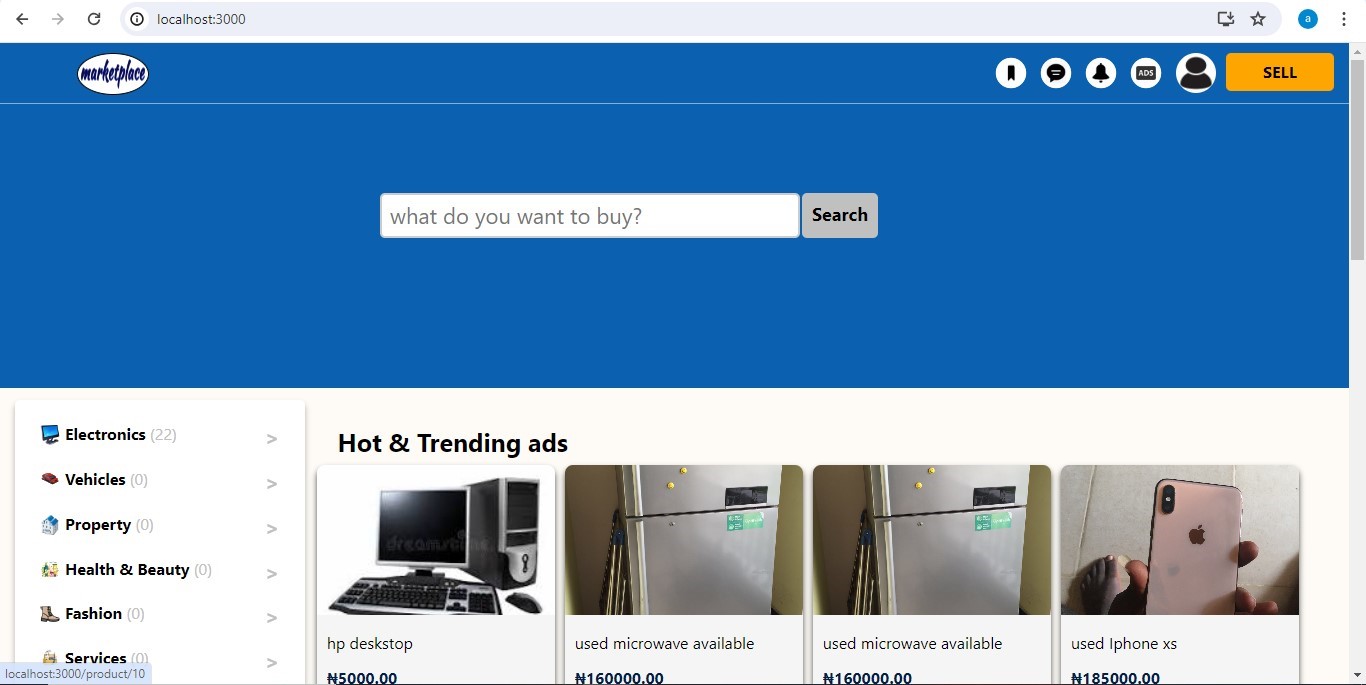 localhost:3000
a
marketplace
ADS
SELL
what do you want to buy?
Search
Electronics (22) >
Vehicles (0) >
Property (0) >
Health & Beauty (0) >
Fashion (0) >
Services (0) >
Hot & Trending ads
dreamstime
hp deskstop
₦5000.00
used microwave available
₦160000.00
used microwave available
₦160000.00
used Iphone xs
₦185000.00
localhost:3000/product/10